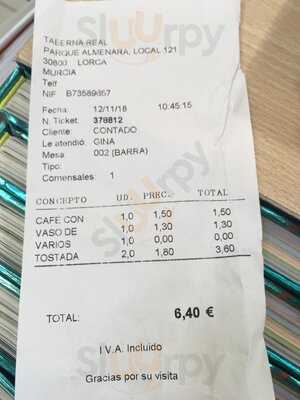 TABERNA REAL
PARQUE ALMENARA, LOCAL 121
30800 LORCA
MURCIA
Telf
NIF B73589857
Fecha: 12/11/18 10:45:15
N. Ticket: 378812
Cliente: CONTADO
Le atendió: GINA
Mesa: 002 (BARRA)
Tipo:
Comensales: 1
CONCEPTO UD. PREC. TOTAL
CAFE CON 1,0 1,50 1,50
VASO DE 1,0 1,30 1,30
VARIOS 1,0 0,00 0,00
TOSTADA 2,0 1,80 3,60
TOTAL: 6,40 €
I.V.A. Incluido
Gracias por su visita
Sluurpy
Sluurpy
Sluurpy